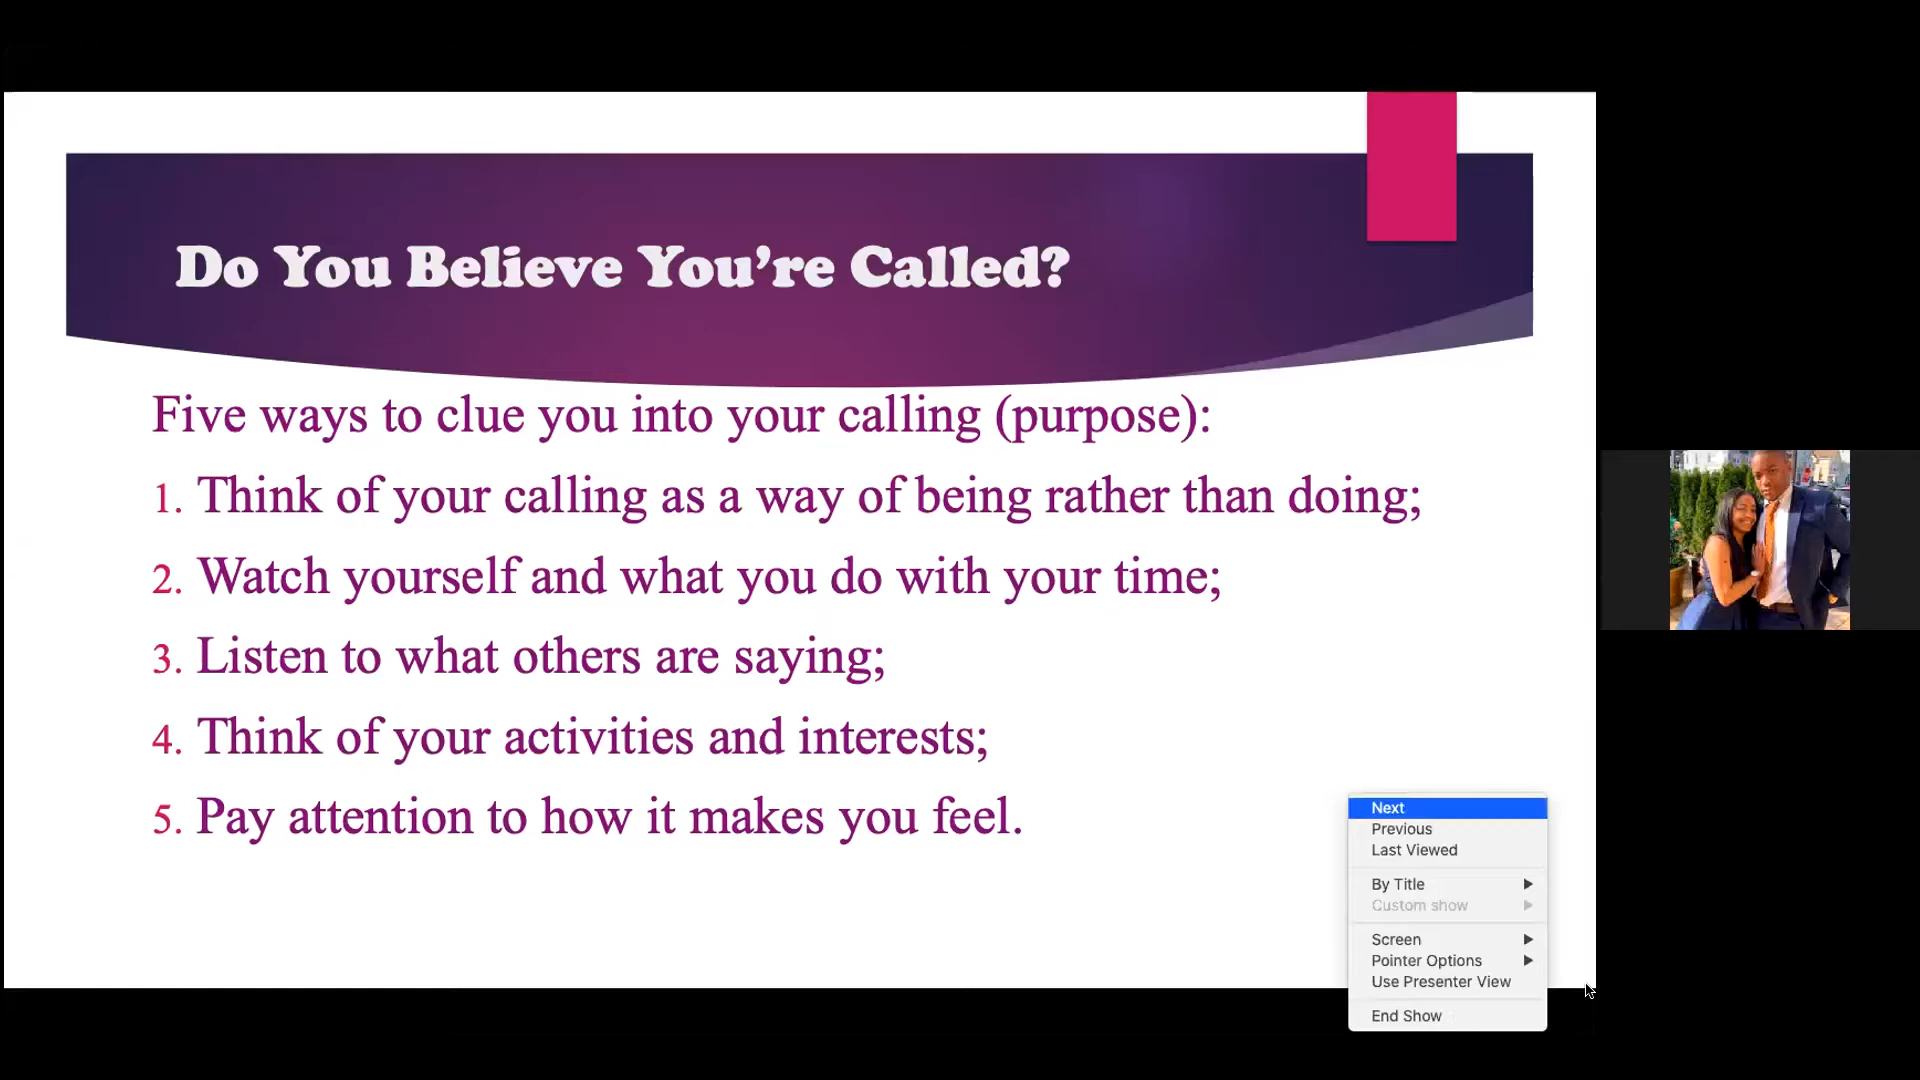 Do You Believe You're Called?
Five ways to clue you into your calling (purpose):
1. Think of your calling as a way of being rather than doing;
2. Watch yourself and what you do with your time;
3. Listen to what others are saying;
4. Think of your activities and interests;
5. Pay attention to how it makes you feel.
Next
Previous
Last Viewed
By Title
Custom show
Screen
Pointer Options
Use Presenter View
End Show